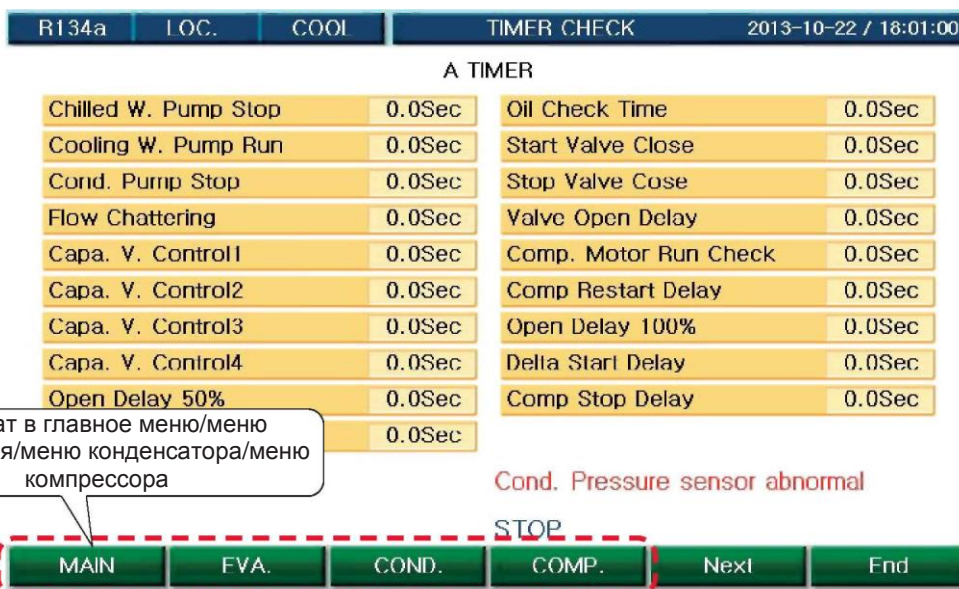 R134a LOC. COOL TIMER CHECK 2013-10-22 / 18:01:00
A TIMER
Chilled W. Pump Stop 0.0Sec Oil Check Time 0.0Sec
Cooling W. Pump Run 0.0Sec Start Valve Close 0.0Sec
Cond. Pump Stop 0.0Sec Stop Valve Cose 0.0Sec
Flow Chattering 0.0Sec Valve Open Delay 0.0Sec
Capa. V. Control1 0.0Sec Comp. Motor Run Check 0.0Sec
Capa. V. Control2 0.0Sec Comp Restart Delay 0.0Sec
Capa. V. Control3 0.0Sec Open Delay 100% 0.0Sec
Capa. V. Control4 0.0Sec Delta Start Delay 0.0Sec
Open Delay 50% 0.0Sec Comp Stop Delay 0.0Sec
0.0Sec
ат в главное меню/меню
я/меню конденсатора/меню
компрессора
Cond. Pressure sensor abnormal
STOP
MAIN EVA. COND. COMP. Next End